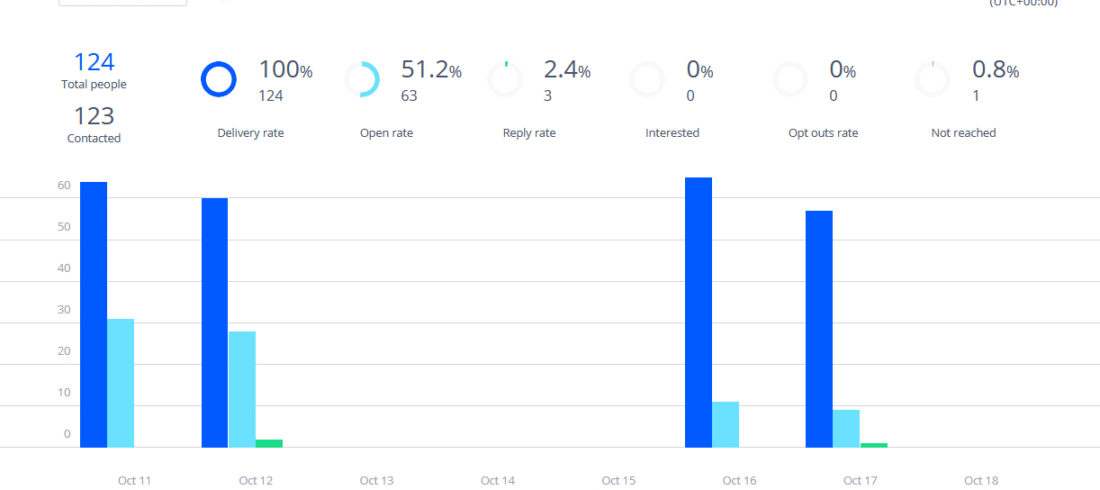 (UTC+00:00)
124
Total people
123
Contacted
100%
124
Delivery rate
51.2%
63
Open rate
2.4%
3
Reply rate
0%
0
Interested
0%
0
Opt outs rate
0.8%
1
Not reached
60
50
40
30
20
10
0
Oct 11 Oct 12 Oct 13 Oct 14 Oct 15 Oct 16 Oct 17 Oct 18